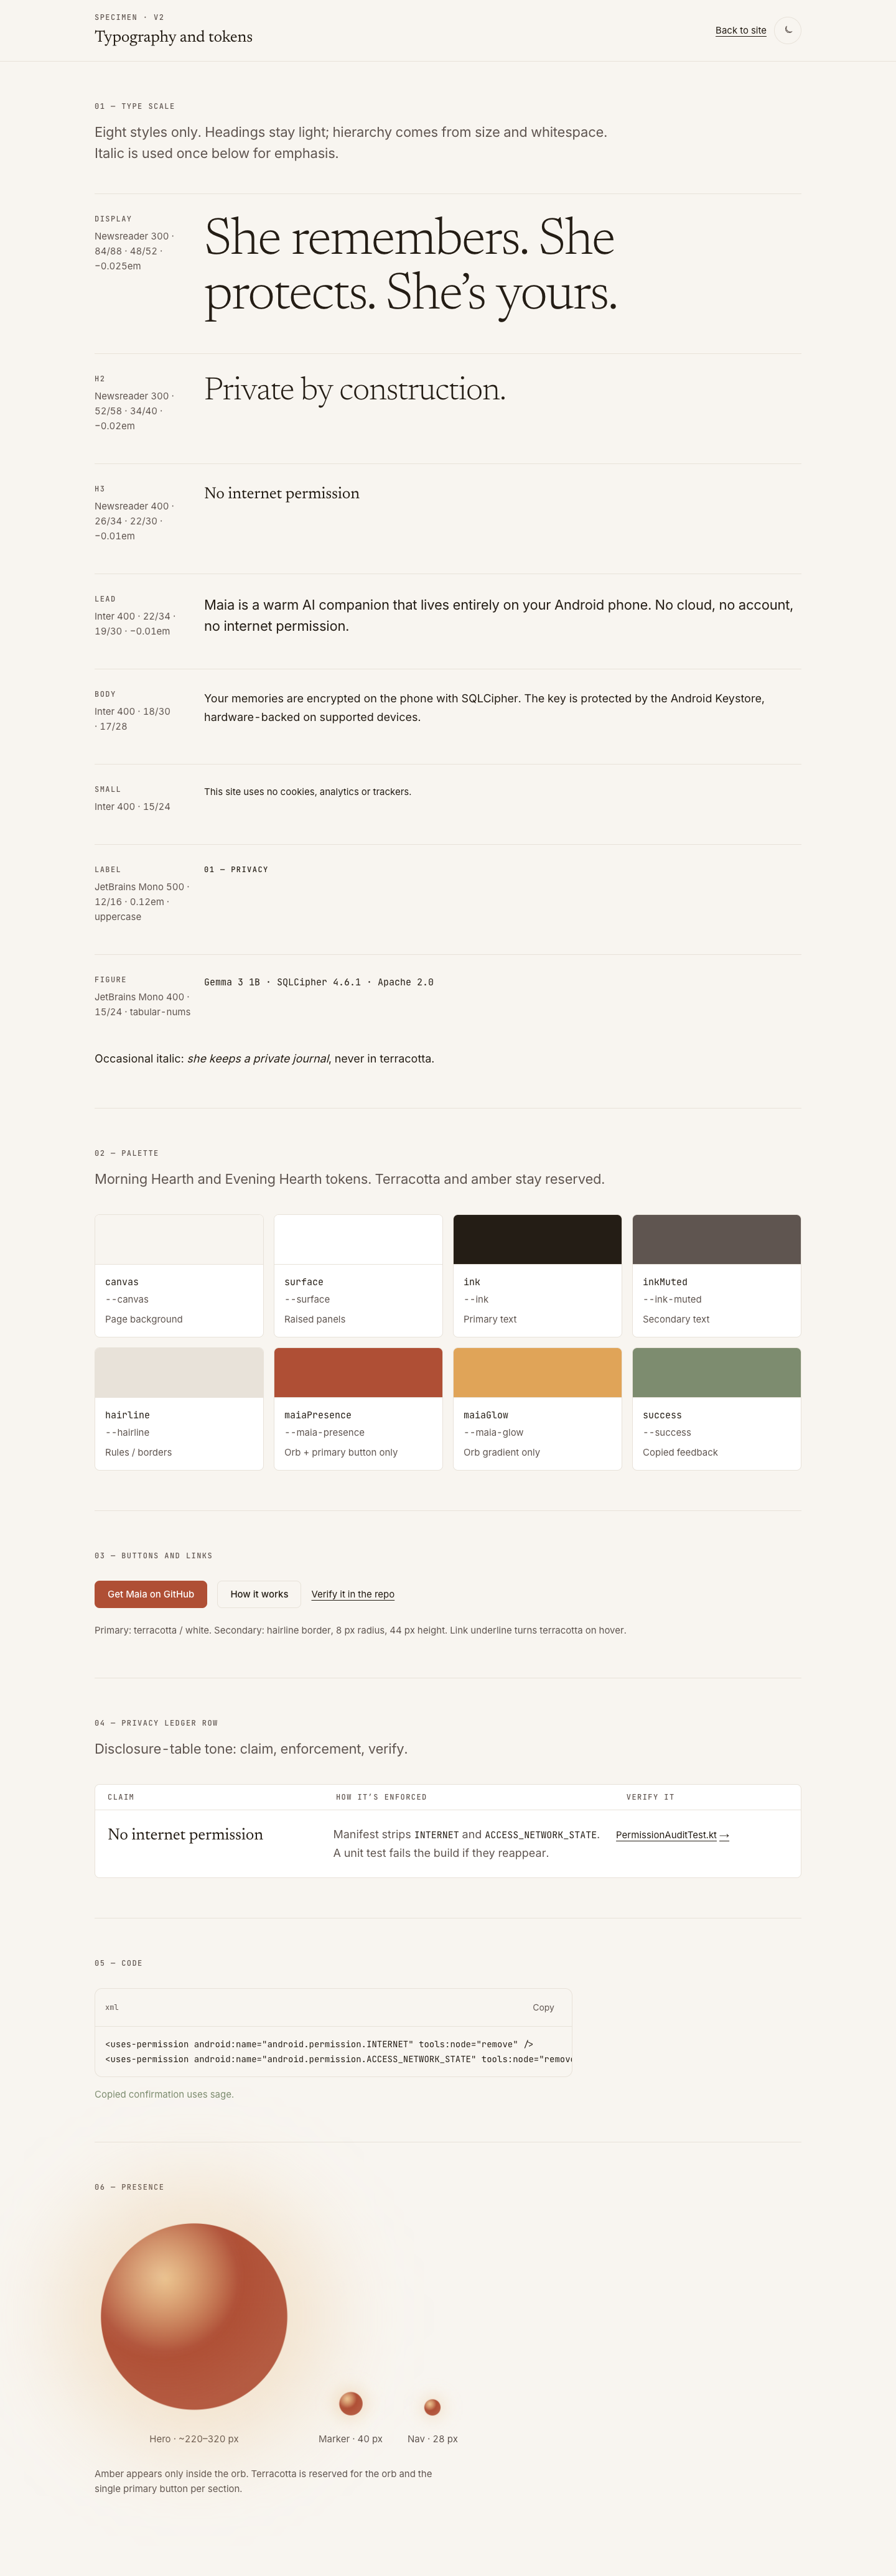 SPECIMEN · V2
Typography and tokens
Back to site
01 — TYPE SCALE
Eight styles only. Headings stay light; hierarchy comes from size and whitespace.
Italic is used once below for emphasis.
DISPLAY
Newsreader 300 ·
84/88 · 48/52 ·
−0.025em
She remembers. She
protects. She’s yours.
H2
Newsreader 300 ·
52/58 · 34/40 ·
−0.02em
Private by construction.
H3
Newsreader 400 ·
26/34 · 22/30 ·
−0.01em
No internet permission
LEAD
Inter 400 · 22/34 ·
19/30 · −0.01em
Maia is a warm AI companion that lives entirely on your Android phone. No cloud, no account,
no internet permission.
BODY
Inter 400 · 18/30
· 17/28
Your memories are encrypted on the phone with SQLCipher. The key is protected by the Android Keystore,
hardware-backed on supported devices.
SMALL
Inter 400 · 15/24
This site uses no cookies, analytics or trackers.
LABEL
JetBrains Mono 500 ·
12/16 · 0.12em ·
uppercase
01 — PRIVACY
FIGURE
JetBrains Mono 400 ·
15/24 · tabular-nums
Gemma 3 1B · SQLCipher 4.6.1 · Apache 2.0
Occasional italic: she keeps a private journal, never in terracotta.
02 — PALETTE
Morning Hearth and Evening Hearth tokens. Terracotta and amber stay reserved.
canvas
--canvas
Page background
surface
--surface
Raised panels
ink
--ink
Primary text
inkMuted
--ink-muted
Secondary text
hairline
--hairline
Rules / borders
maiaPresence
--maia-presence
Orb + primary button only
maiaGlow
--maia-glow
Orb gradient only
success
--success
Copied feedback
03 — BUTTONS AND LINKS
Get Maia on GitHub
How it works
Verify it in the repo
Primary: terracotta / white. Secondary: hairline border, 8 px radius, 44 px height. Link underline turns terracotta on hover.
04 — PRIVACY LEDGER ROW
Disclosure-table tone: claim, enforcement, verify.
CLAIM
HOW IT’S ENFORCED
VERIFY IT
No internet permission
Manifest strips INTERNET and ACCESS_NETWORK_STATE.
A unit test fails the build if they reappear.
PermissionAuditTest.kt →
05 — CODE
xml
Copy
<uses-permission android:name="android.permission.INTERNET" tools:node="remove" />
<uses-permission android:name="android.permission.ACCESS_NETWORK_STATE" tools:node="remove
Copied confirmation uses sage.
06 — PRESENCE
Hero · ~220–320 px
Marker · 40 px
Nav · 28 px
Amber appears only inside the orb. Terracotta is reserved for the orb and the
single primary button per section.